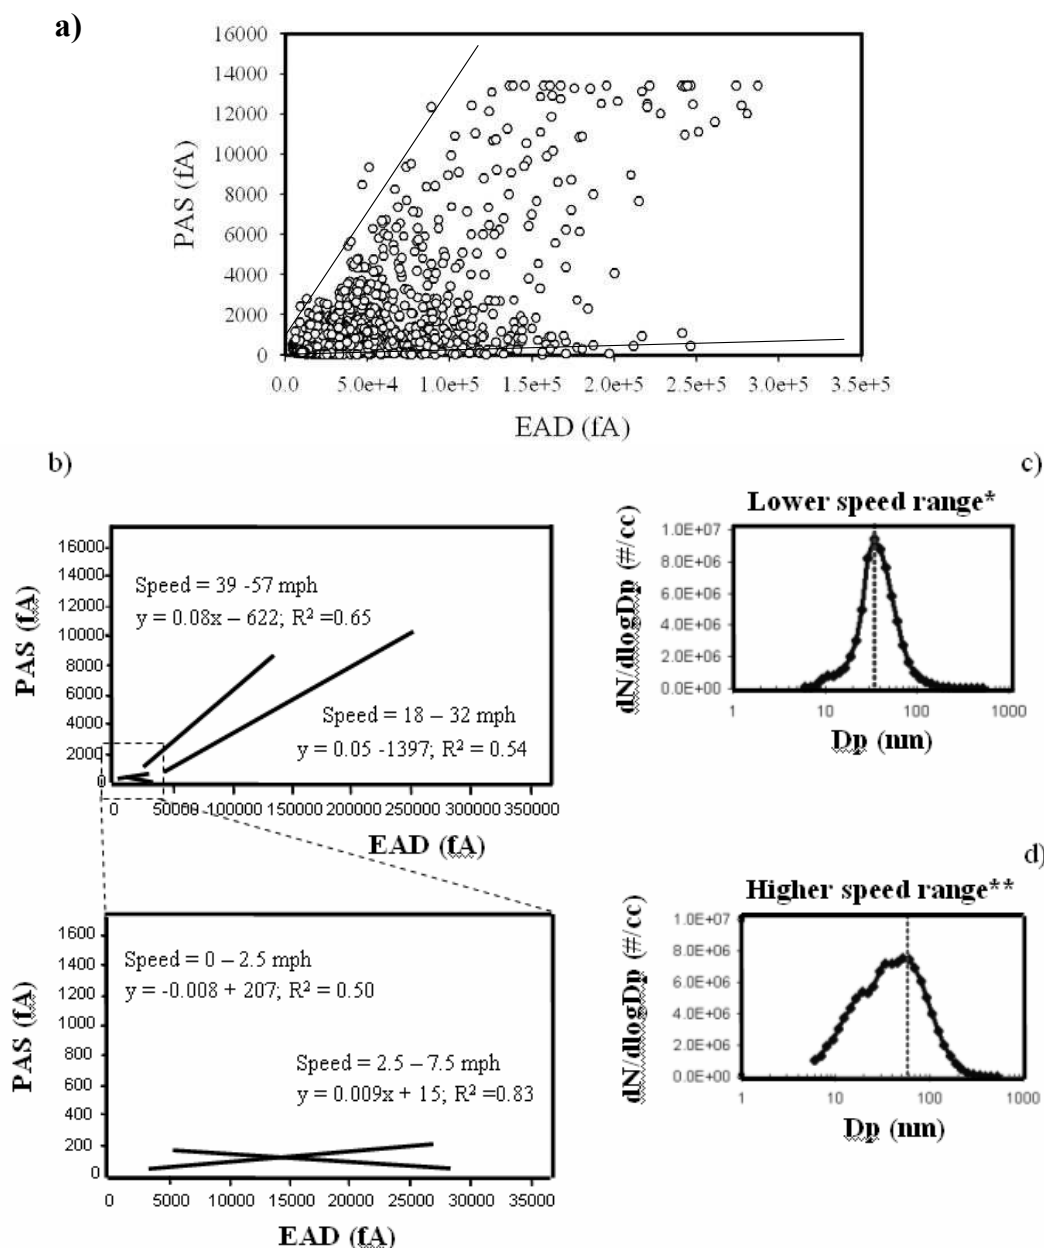 a)
16000
14000
12000
10000
8000
6000
4000
2000
0
PAS (fA)
0.0 5.0e+4 1.0e+5 1.5e+5 2.0e+5 2.5e+5 3.0e+5 3.5e+5
EAD (fA)
b)
16000
14000
12000
10000
8000
6000
4000
2000
0
PAS (fA)
Speed = 39 -57 mph
y = 0.08x – 622; R² =0.65
Speed = 18 – 32 mph
y = 0.05 -1397; R² = 0.54
0 50000 100000 150000 200000 250000 300000 350000
EAD (fA)
1600
1400
1200
1000
800
600
400
200
0
PAS (fA)
Speed = 0 – 2.5 mph
y = -0.008 + 207; R² = 0.50
Speed = 2.5 – 7.5 mph
y = 0.009x + 15; R² =0.83
0 5000 10000 15000 20000 25000 30000 35000
EAD (fA)
c)
Lower speed range*
dN/dlogDp (#/cc)
1.0E+07
8.0E+06
6.0E+06
4.0E+06
2.0E+06
0.0E+00
1 10 100 1000
Dp (nm)
d)
Higher speed range**
dN/dlogDp (#/cc)
1.0E+07
8.0E+06
6.0E+06
4.0E+06
2.0E+06
0.0E+00
1 10 100 1000
Dp (nm)